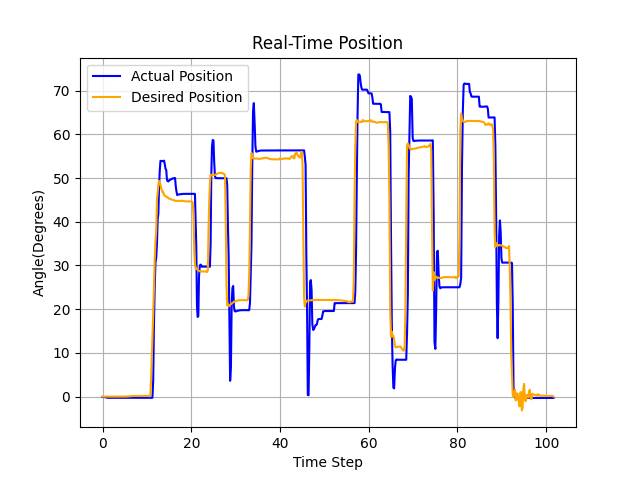 Real-Time Position
Actual Position
Desired Position
Angle(Degrees)
70
60
50
40
30
20
10
0
0 20 40 60 80 100
Time Step